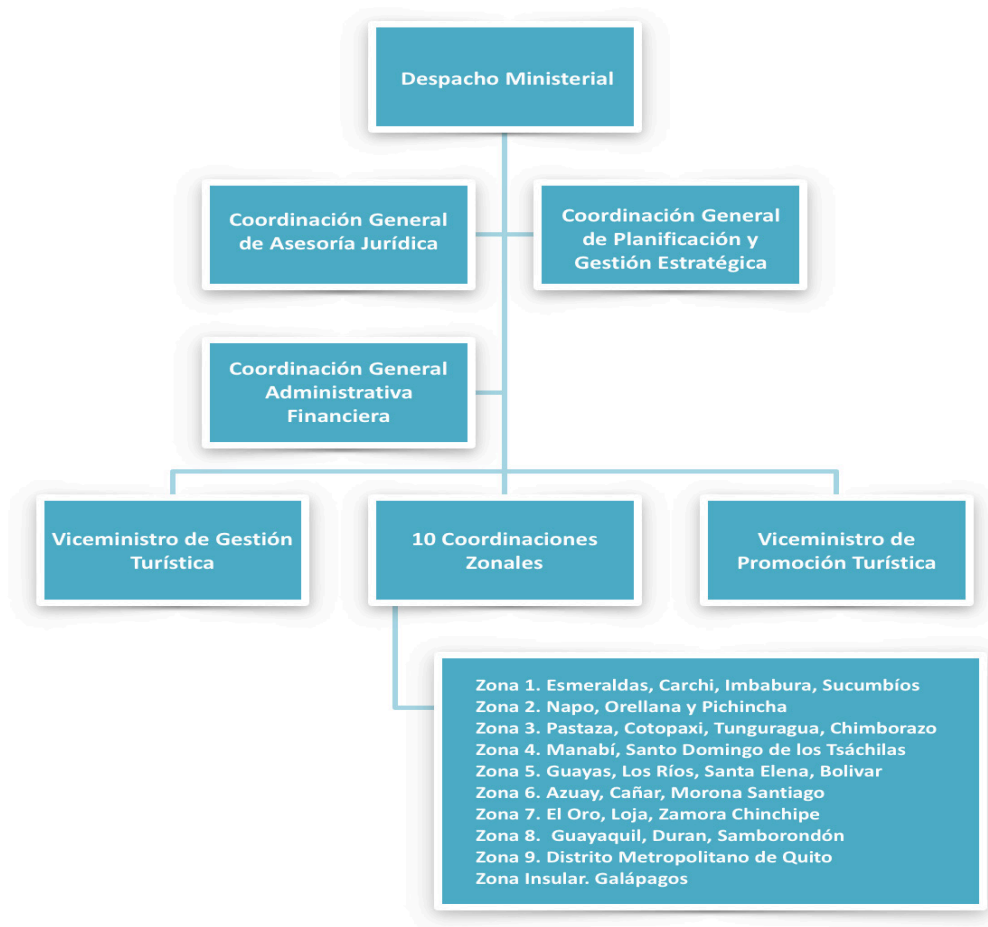 Despacho Ministerial
Coordinación General
de Asesoría Jurídica
Coordinación General
de Planificación y
Gestión Estratégica
Coordinación General
Administrativa
Financiera
Viceministro de Gestión
Turística
10 Coordinaciones
Zonales
Viceministro de
Promoción Turística
Zona 1. Esmeraldas, Carchi, Imbabura, Sucumbíos
Zona 2. Napo, Orellana y Pichincha
Zona 3. Pastaza, Cotopaxi, Tunguragua, Chimborazo
Zona 4. Manabí, Santo Domingo de los Tsáchilas
Zona 5. Guayas, Los Ríos, Santa Elena, Bolivar
Zona 6. Azuay, Cañar, Morona Santiago
Zona 7. El Oro, Loja, Zamora Chinchipe
Zona 8. Guayaquil, Duran, Samborondón
Zona 9. Distrito Metropolitano de Quito
Zona Insular. Galápagos